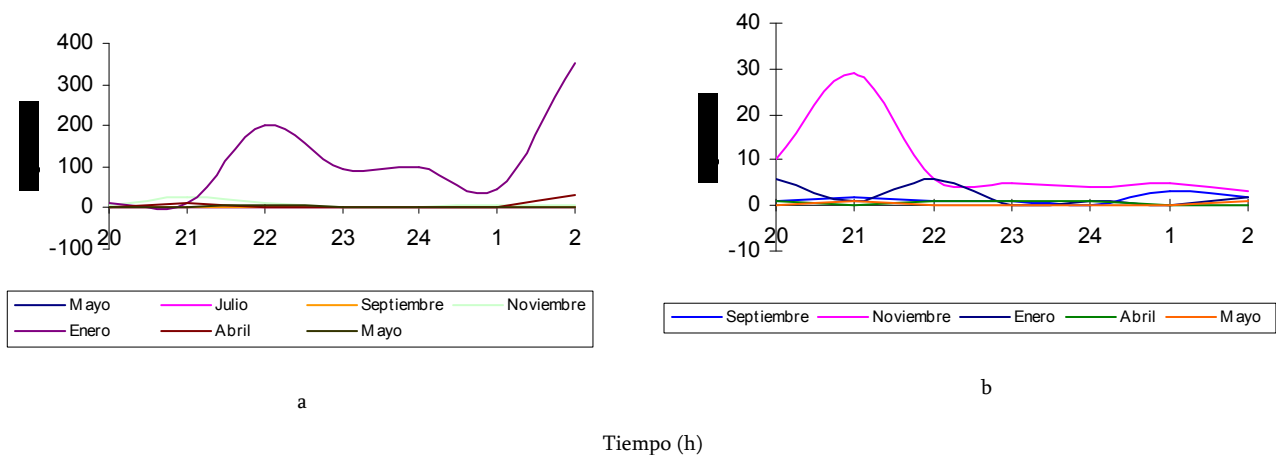 400
300
200
100
0
-100
20 21 22 23 24 1 2
Mayo Julio Septiembre Noviembre
Enero Abril Mayo
a
40
30
20
10
0
-10
20 21 22 23 24 1 2
Septiembre Noviembre Enero Abril Mayo
b
Tiempo (h)